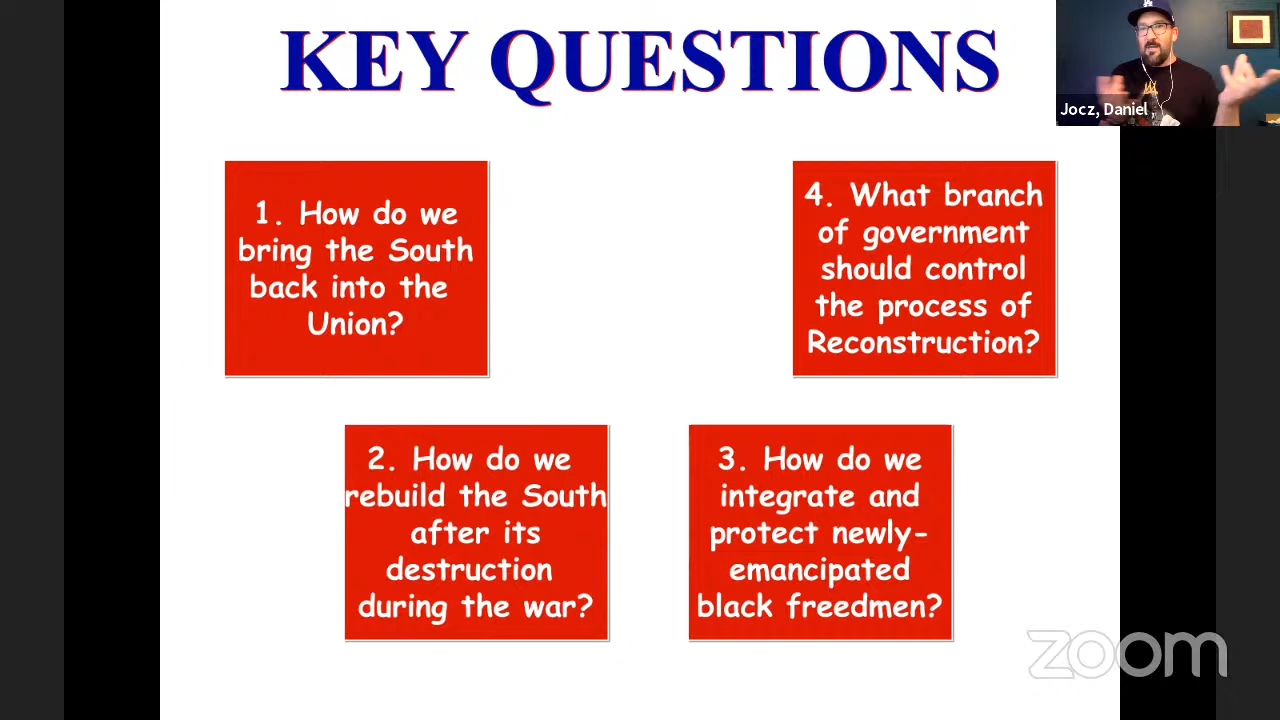 KEY QUESTIONS
LA
Jocz, Daniel
1. How do we
bring the South
back into the
Union?
4. What branch
of government
should control
the process of
Reconstruction?
2. How do we
rebuild the South
after its
destruction
during the war?
3. How do we
integrate and
protect newly-
emancipated
black freedmen?
zoom